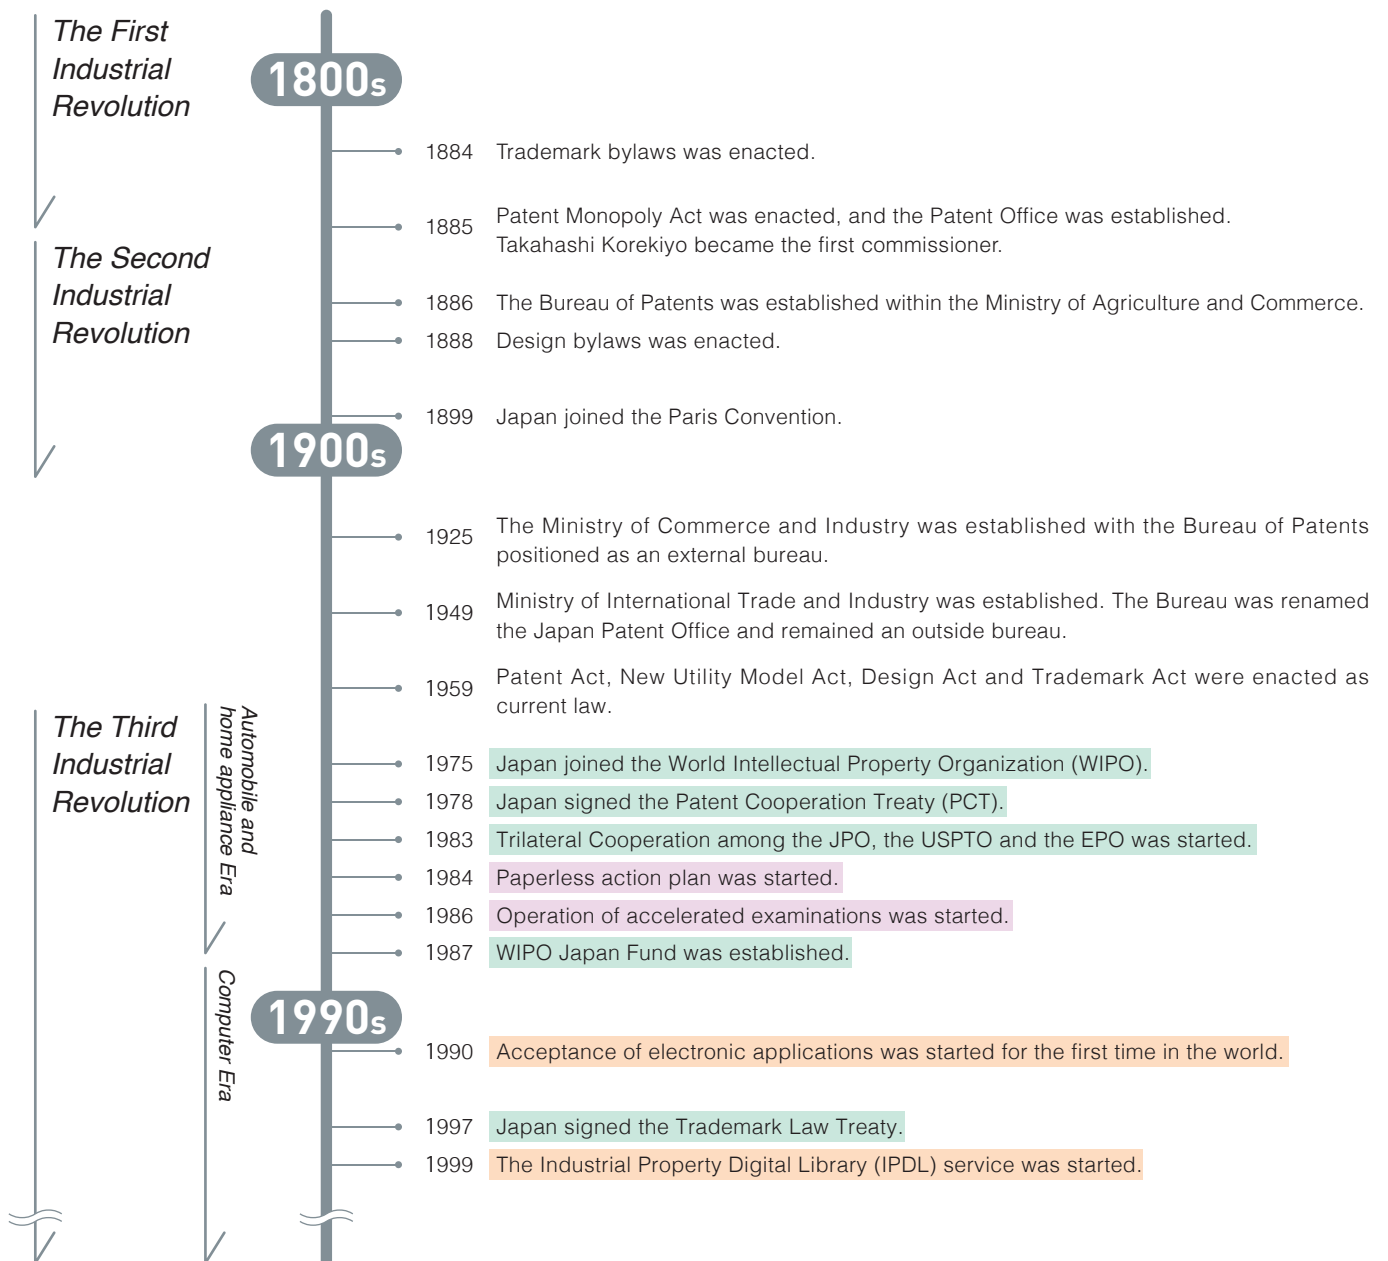 The First
Industrial
Revolution
1800s
1884 Trademark bylaws was enacted.
1885 Patent Monopoly Act was enacted, and the Patent Office was established.
Takahashi Korekiyo became the first commissioner.
The Second
Industrial
Revolution
1886 The Bureau of Patents was established within the Ministry of Agriculture and Commerce.
1888 Design bylaws was enacted.
1899 Japan joined the Paris Convention.
1900s
1925 The Ministry of Commerce and Industry was established with the Bureau of Patents
positioned as an external bureau.
1949 Ministry of International Trade and Industry was established. The Bureau was renamed
the Japan Patent Office and remained an outside bureau.
1959 Patent Act, New Utility Model Act, Design Act and Trademark Act were enacted as
current law.
The Third
Industrial
Revolution
Automobile and
home appliance Era
1975 Japan joined the World Intellectual Property Organization (WIPO).
1978 Japan signed the Patent Cooperation Treaty (PCT).
1983 Trilateral Cooperation among the JPO, the USPTO and the EPO was started.
1984 Paperless action plan was started.
1986 Operation of accelerated examinations was started.
1987 WIPO Japan Fund was established.
Computer Era
1990s
1990 Acceptance of electronic applications was started for the first time in the world.
1997 Japan signed the Trademark Law Treaty.
1999 The Industrial Property Digital Library (IPDL) service was started.